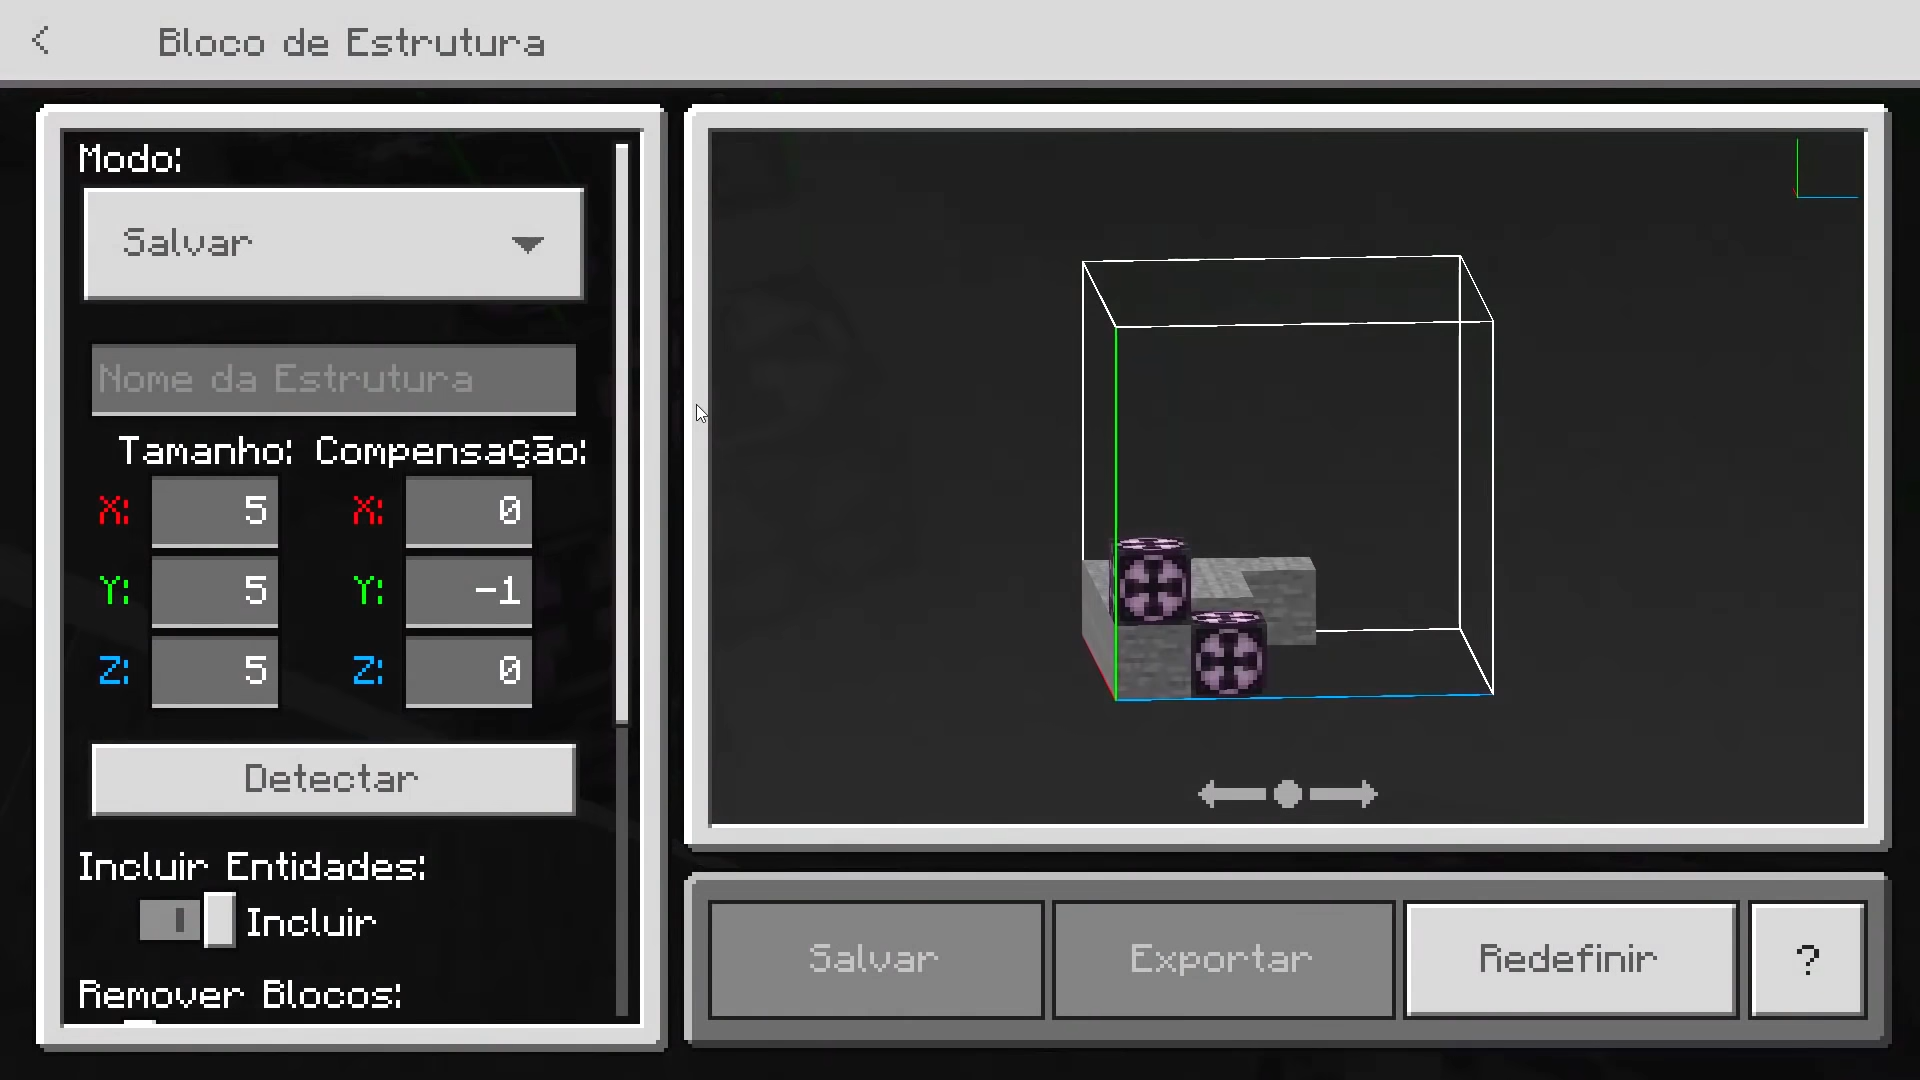 Bloco de Estrutura
Modo:
Salvar
Nome da Estrutura
Tamanho: Compensação:
X: 5 X: 0
Y: 5 Y: -1
Z: 5 Z: 0
Detectar
Incluir Entidades:
Incluir
Remover Blocos:
Salvar
Exportar
Redefinir
?